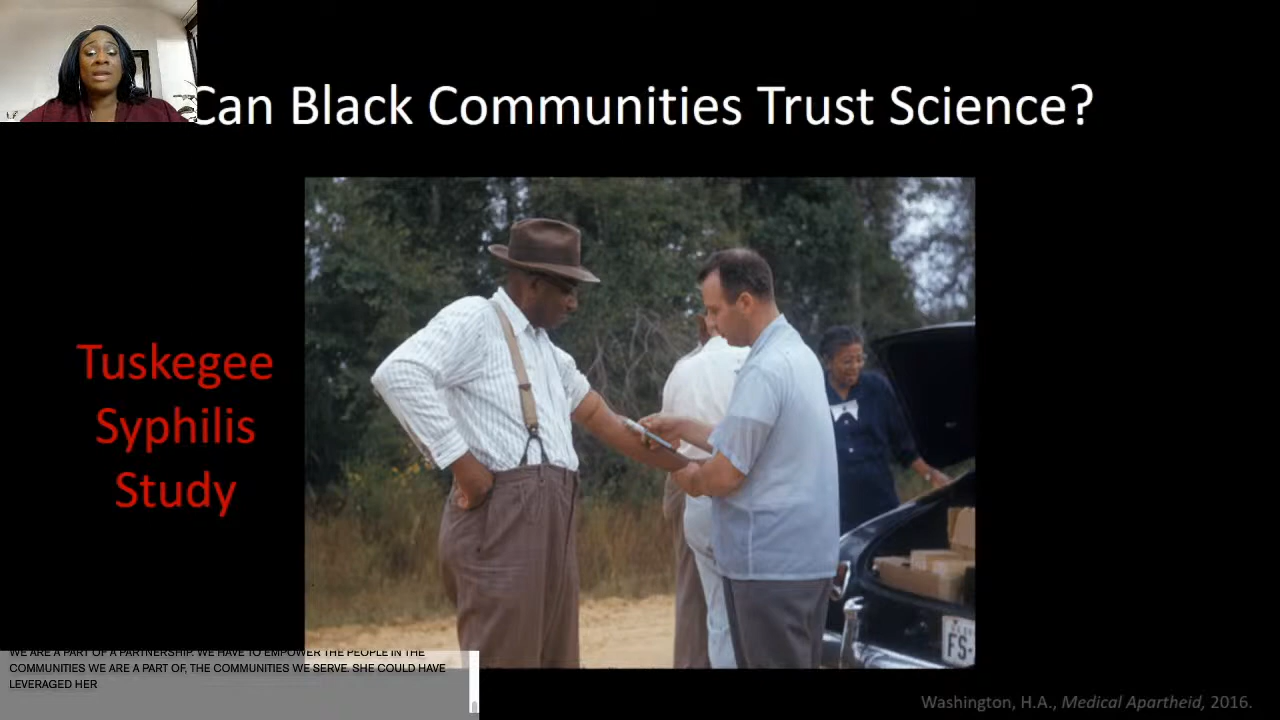 Can Black Communities Trust Science?
Tuskegee
Syphilis
Study
FS-
WE ARE A PART OF A PARTNERSHIP. WE HAVE TO EMPOWER THE PEOPLE IN THE
COMMUNITIES WE ARE A PART OF, THE COMMUNITIES WE SERVE. SHE COULD HAVE
LEVERAGED HER
Washington, H.A., Medical Apartheid, 2016.